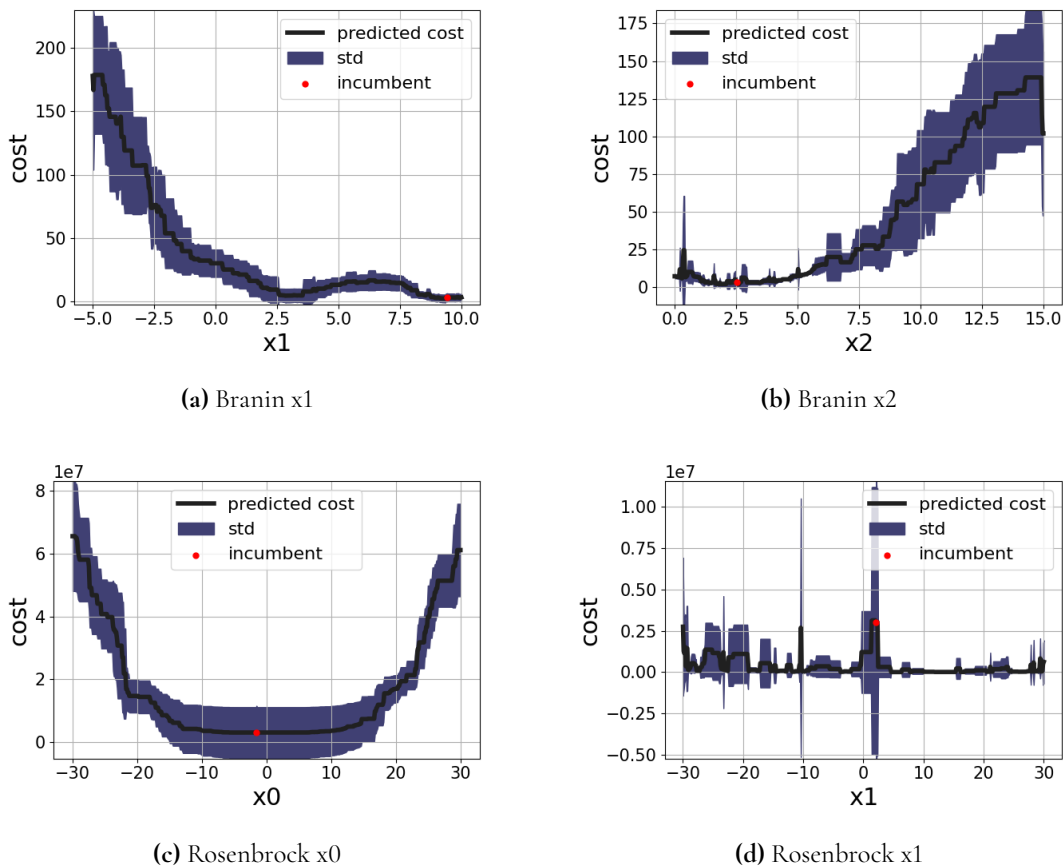 200
150
100
50
0
cost
predicted cost
std
incumbent
−5.0 −2.5 0.0 2.5 5.0 7.5 10.0
x1
(a) Branin x1
175
150
125
100
75
50
25
0
cost
predicted cost
std
incumbent
0.0 2.5 5.0 7.5 10.0 12.5 15.0
x2
(b) Branin x2
1e7
8
6
4
2
0
cost
predicted cost
std
incumbent
−30 −20 −10 0 10 20 30
x0
(c) Rosenbrock x0
1e7
1.00
0.75
0.50
0.25
0.00
−0.25
−0.50
cost
predicted cost
std
incumbent
−30 −20 −10 0 10 20 30
x1
(d) Rosenbrock x1